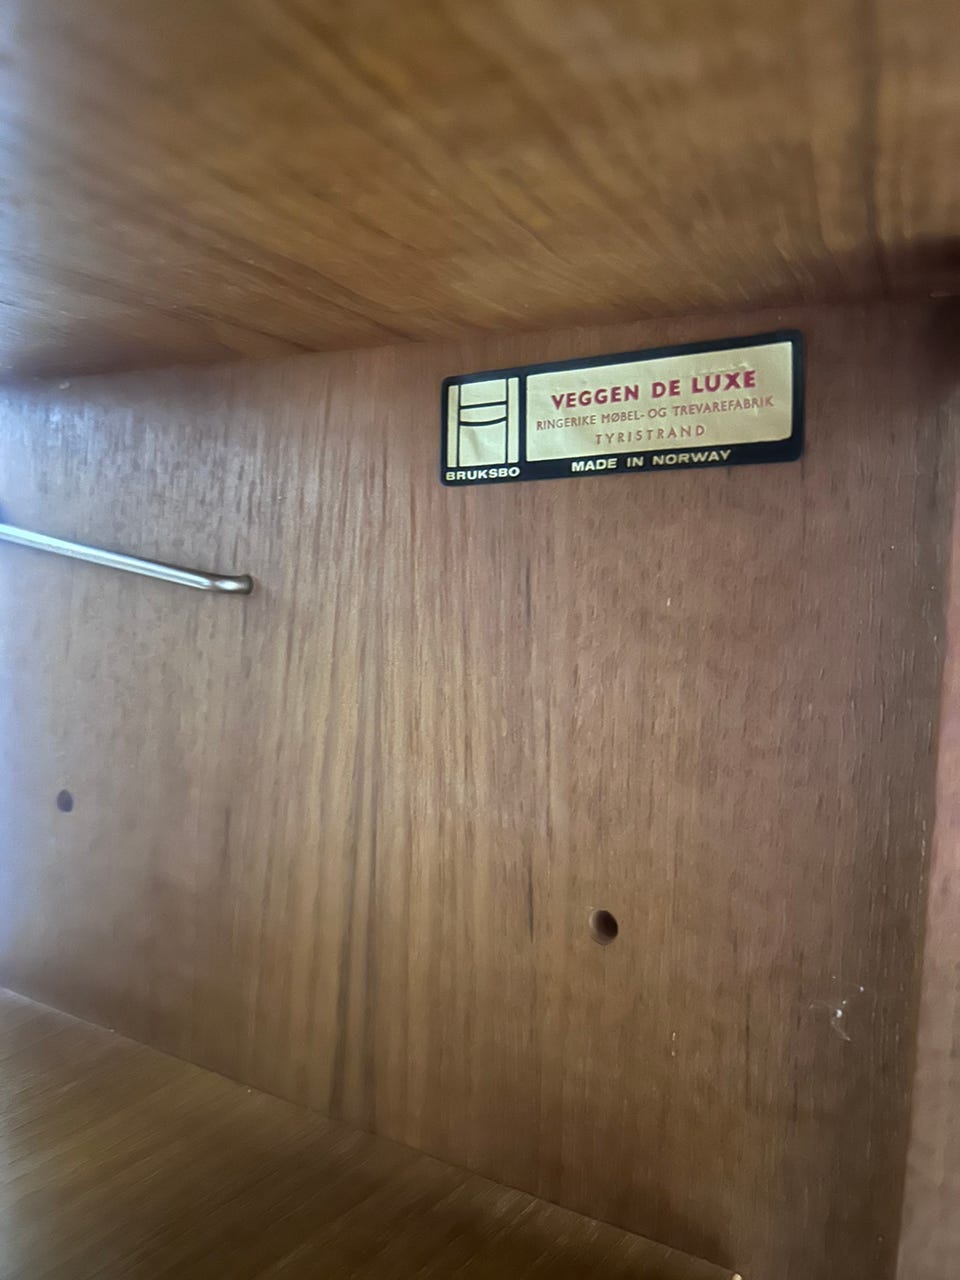 VEGGEN DE LUXE
RINGERIKE MØBEL- OG TREVAREFABRIK
TYRISTRAND
BRUKSBO
MADE IN NORWAY